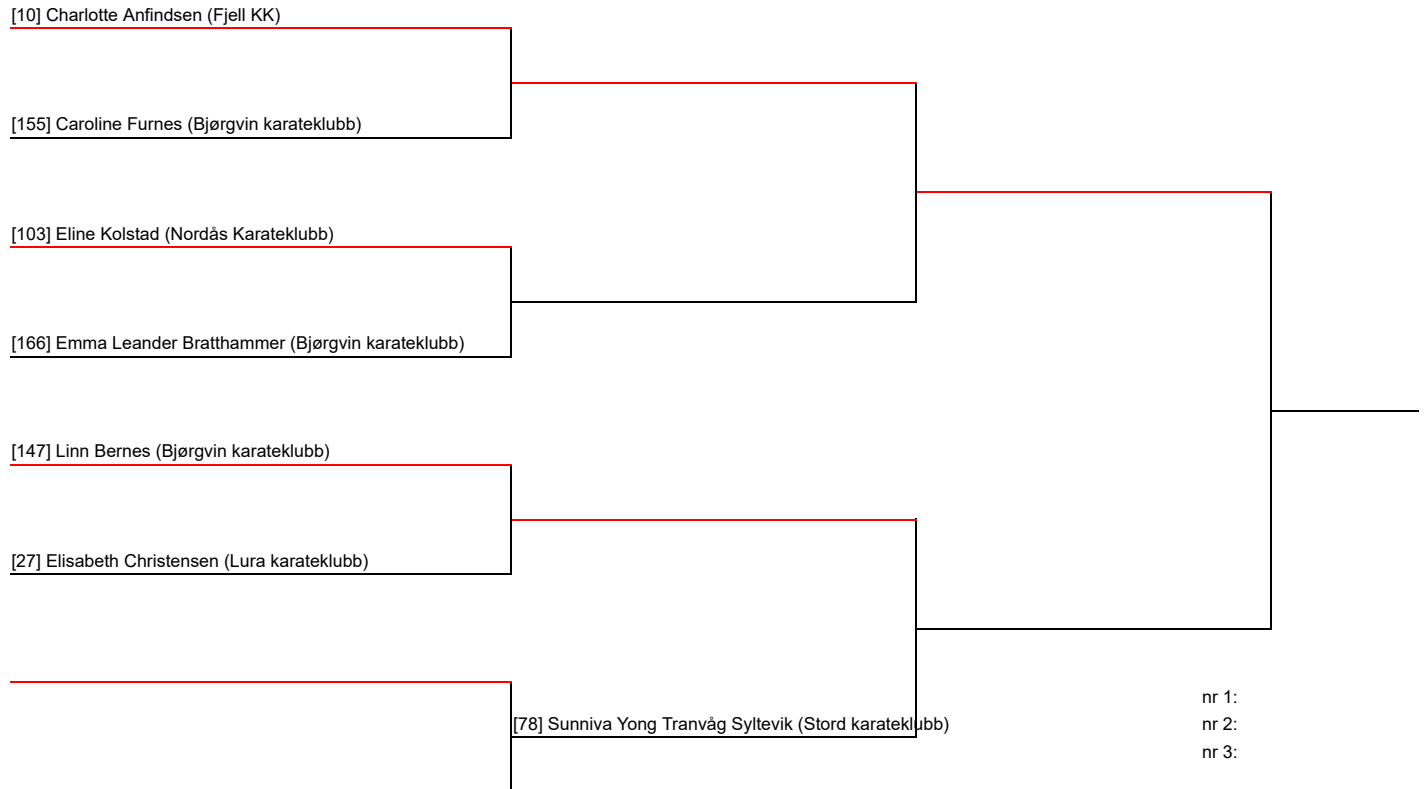 [10] Charlotte Anfindsen (Fjell KK)
[155] Caroline Furnes (Bjørgvin karateklubb)
[103] Eline Kolstad (Nordås Karateklubb)
[166] Emma Leander Bratthammer (Bjørgvin karateklubb)
[147] Linn Bernes (Bjørgvin karateklubb)
[27] Elisabeth Christensen (Lura karateklubb)
[78] Sunniva Yong Tranvåg Syltevik (Stord karateklubb)
nr 1:
nr 2:
nr 3: